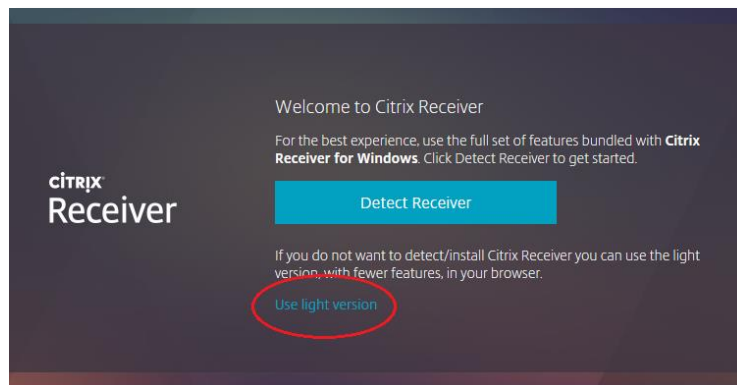 Welcome to Citrix Receiver
For the best experience, use the full set of features bundled with Citrix
Receiver for Windows. Click Detect Receiver to get started.
CİTRIX
Receiver
Detect Receiver
If you do not want to detect/install Citrix Receiver you can use the light
version, with fewer features, in your browser.
Use light version